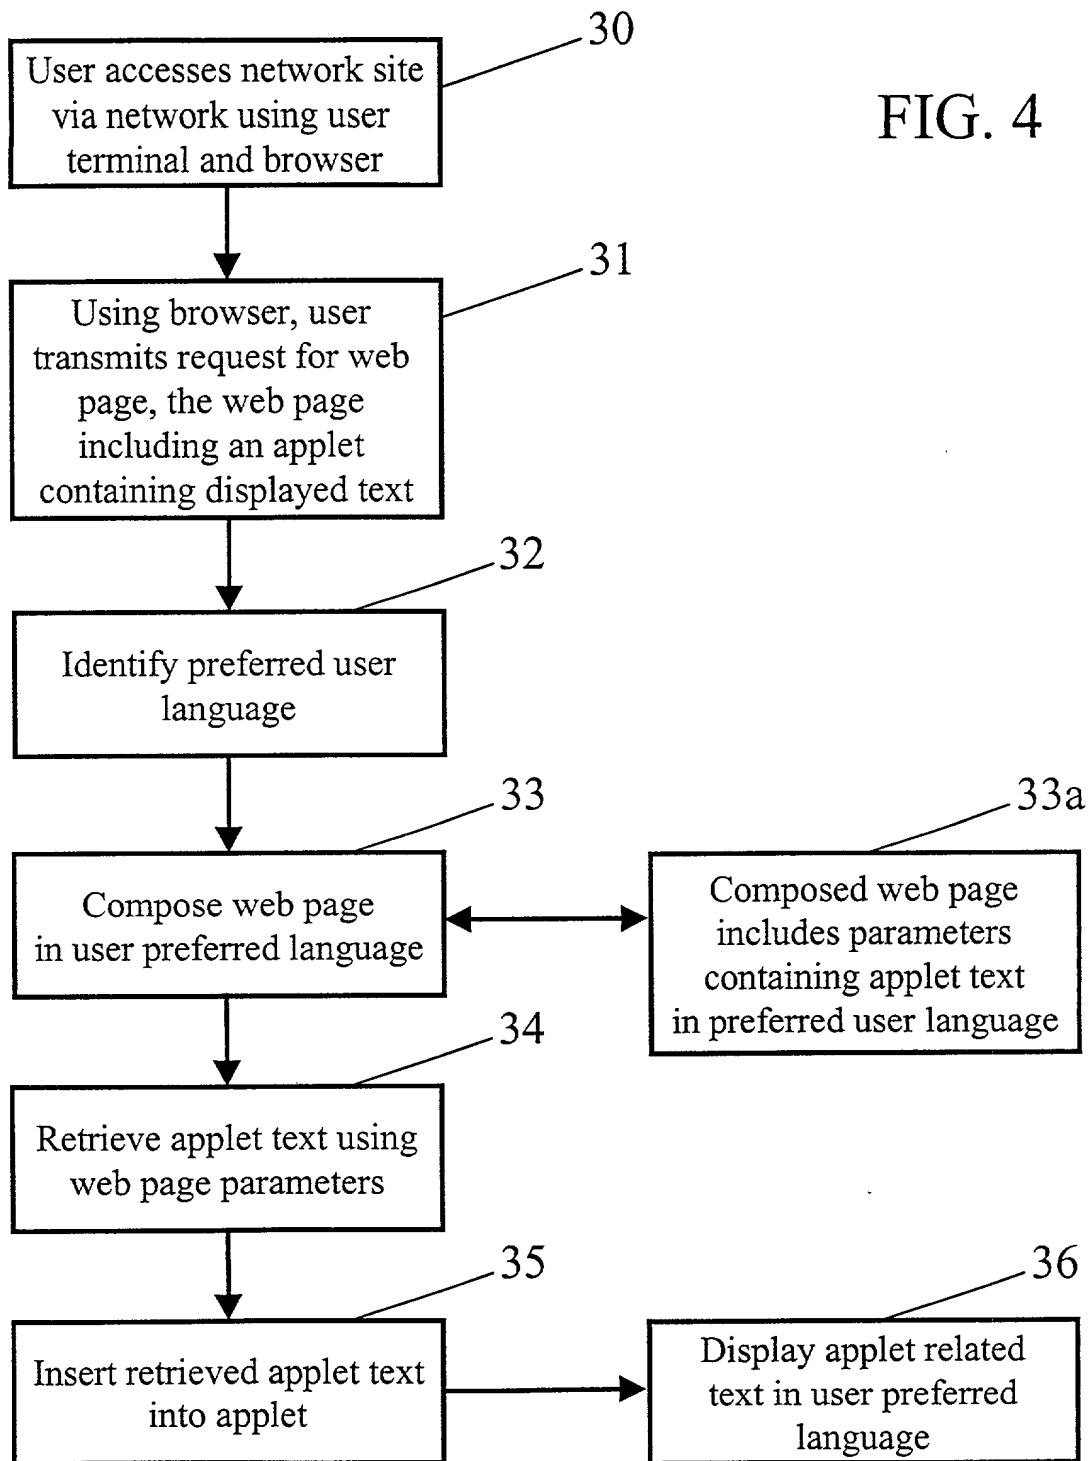 30
User accesses network site
via network using user
terminal and browser
FIG. 4
31
Using browser, user
transmits request for web
page, the web page
including an applet
containing displayed text
32
Identify preferred user
language
33
Compose web page
in user preferred language
33a
Composed web page
includes parameters
containing applet text
in preferred user language
34
Retrieve applet text using
web page parameters
35
Insert retrieved applet text
into applet
36
Display applet related
text in user preferred
language